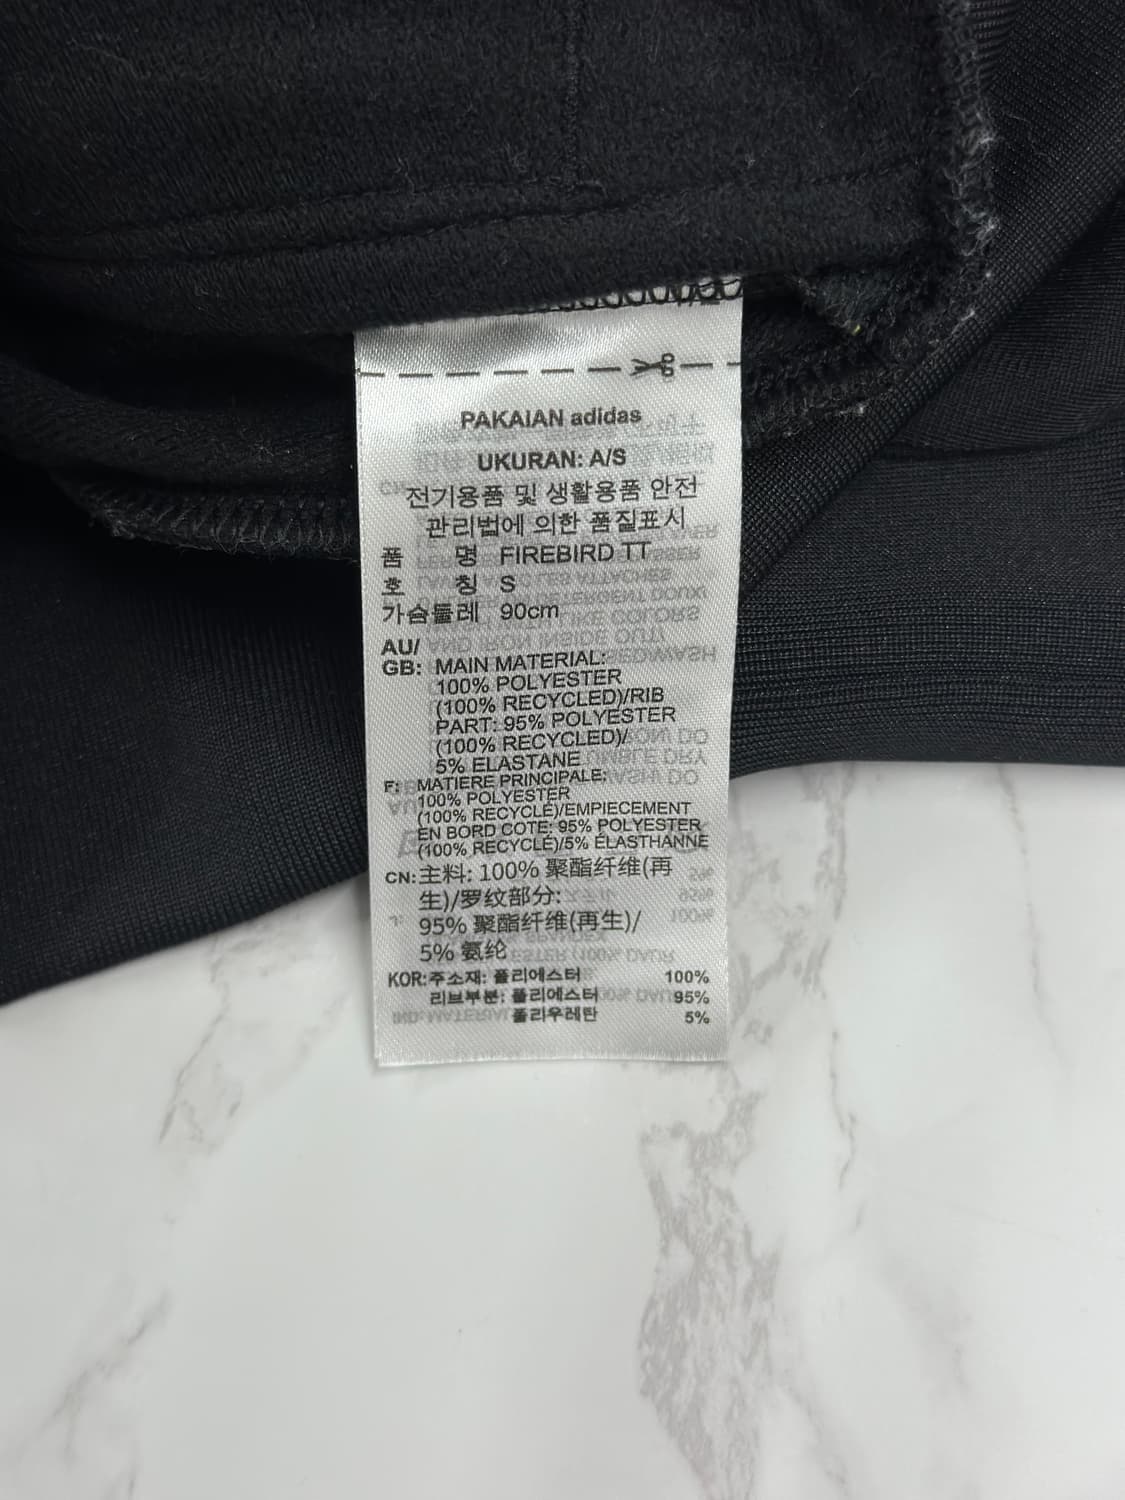 PAKAIAN adidas
UKURAN: A/S
전기용품 및 생활용품 안전
관리법에 의한 품질표시
품 명 FIREBIRD TT
호 칭 S
가슴둘레 90cm
AU/
GB: MAIN MATERIAL:
100% POLYESTER
(100% RECYCLED)/RIB
PART: 95% POLYESTER
(100% RECYCLED)/
5% ELASTANE
F: MATIERE PRINCIPALE:
100% POLYESTER
(100% RECYCLÉ)/EMPIECEMENT
EN BORD COTE: 95% POLYESTER
(100% RECYCLÉ)/5% ÉLASTHANNE
CN: 主料: 100% 聚酯纤维(再
生)/罗纹部分:
95% 聚酯纤维(再生)/
5% 氨纶
KOR: 주소재: 폴리에스터 100%
리브부분: 폴리에스터 95%
폴리우레탄 5%